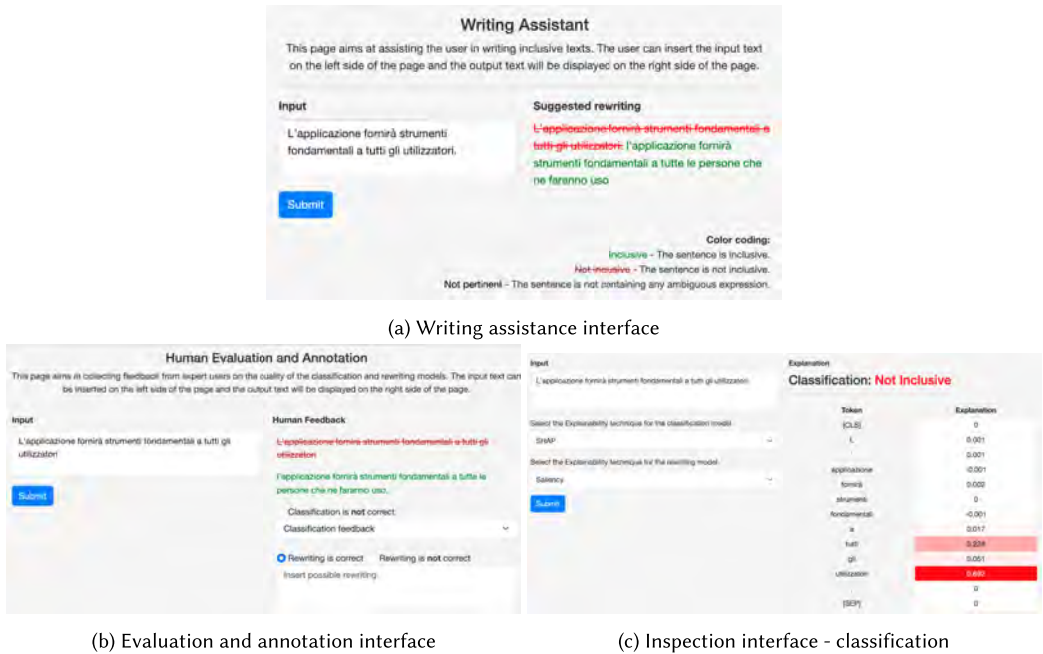 Writing Assistant
This page aims at assisting the user in writing inclusive texts. The user can insert the input text
on the left side of the page and the output text will be displayed on the right side of the page.
Input
L'applicazione fornirà strumenti
fondamentali a tutti gli utilizzatori.
Submit
Suggested rewriting
L'applicazione fornirà strumenti fondamentali a
tutti gli utilizzatori. l'applicazione fornirà
strumenti fondamentali a tutte le persone che
ne faranno uso
Color coding:
Inclusive - The sentence is inclusive.
Not inclusive - The sentence is not inclusive.
Not pertinent - The sentence is not containing any ambiguous expression.
(a) Writing assistance interface
Human Evaluation and Annotation
This page aims in collecting feedback from expert users on the quality of the classification and rewriting models. The input text can
be inserted on the left side of the page and the output text will be displayed on the right side of the page.
Input
L'applicazione fornirà strumenti fondamentali a tutti gli
utilizzatori
Submit
Human Feedback
L'applicazione fornirà strumenti fondamentali a tutti gli
utilizzatori
l'applicazione fornirà strumenti fondamentali a tutte le
persone che ne faranno uso.
Classification is not correct
Classification feedback
Rewriting is correct Rewriting is not correct
Insert possible rewriting
(b) Evaluation and annotation interface
Input
L'applicazione fornirà strumenti fondamentali a tutti gli utilizzatori.
Select the Explainability technique for the classification model
SHAP
Select the Explainability technique for the rewriting model
Saliency
Submit
Explanation
Classification: Not Inclusive
Token Explanation
[CLS] 0
L 0.001
' 0.001
applicazione -0.001
fornirà 0.002
strumenti 0
fondamentali -0.001
a 0.017
tutti
gli 0.051
utilizzatori
0
[SEP] 0
(c) Inspection interface - classification